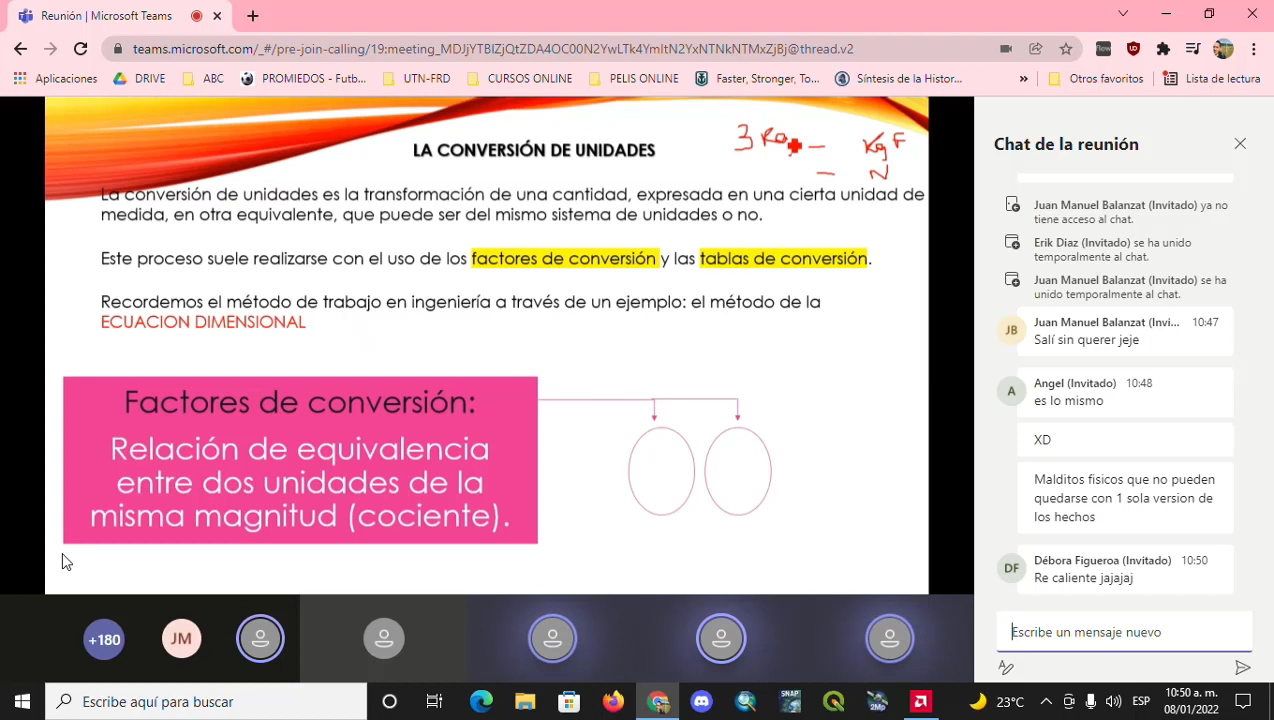 Reunión | Microsoft Teams
teams.microsoft.com/_#/pre-join-calling/19:meeting_MDJjYTBlZjQtZDA4OC00N2YwLTk4YmItN2YxNTNkNTMxZjBj@thread.v2
Aplicaciones
DRIVE
ABC
PROMIEDOS - Futb...
UTN-FRD
CURSOS ONLINE
PELIS ONLINE
Faster, Stronger, To...
Síntesis de la Histor...
»
Otros favoritos
Lista de lectura
3 Kg - Kg F
- N
LA CONVERSIÓN DE UNIDADES
La conversión de unidades es la transformación de una cantidad, expresada en una cierta unidad de
medida, en otra equivalente, que puede ser del mismo sistema de unidades o no.
Este proceso suele realizarse con el uso de los factores de conversión y las tablas de conversión.
Recordemos el método de trabajo en ingeniería a través de un ejemplo: el método de la
ECUACION DIMENSIONAL
Factores de conversión:
Relación de equivalencia
entre dos unidades de la
misma magnitud (cociente).
+180
JM
Chat de la reunión
Juan Manuel Balanzat (Invitado) ya no
tiene acceso al chat.
Erik Diaz (Invitado) se ha unido
temporalmente al chat.
Juan Manuel Balanzat (Invitado) se ha
unido temporalmente al chat.
JB
Juan Manuel Balanzat (Invi... 10:47
Salí sin querer jeje
A
Angel (Invitado) 10:48
es lo mismo
XD
Malditos fisicos que no pueden
quedarse con 1 sola version de
los hechos
DF
Débora Figueroa (Invitado) 10:50
Re caliente jajajaj
Escribe un mensaje nuevo
Escribe aquí para buscar
SNAP
2Mp
23°C
ESP
10:50 a. m.
08/01/2022